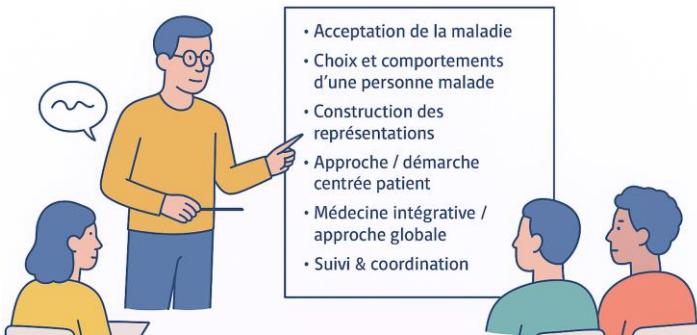 • Acceptation de la maladie
• Choix et comportements
d'une personne malade
• Construction des
représentations
• Approche / démarche
centrée patient
• Médecine intégrative /
approche globale
• Suivi & coordination